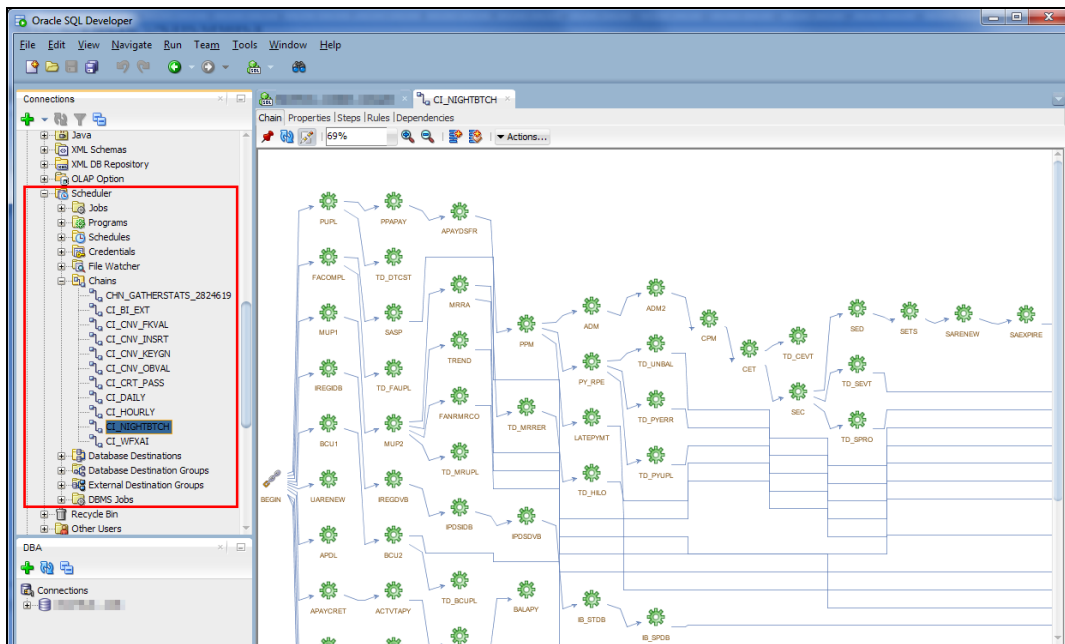 Oracle SQL Developer
File Edit View Navigate Run Team Tools Window Help
Connections
CI_NIGHTBTCH
Chain Properties Steps Rules Dependencies
69%
Actions...
Java
XML Schemas
XML DB Repository
OLAP Option
Scheduler
Jobs
Programs
Schedules
Credentials
File Watcher
Chains
CHN_GATHERSTATS_2824619
CI_BI_EXT
CI_CNV_FKVAL
CI_CNV_INSRT
CI_CNV_KEYGN
CI_CNV_OBVAL
CI_CRT_PASS
CI_DAILY
CI_HOURLY
CI_NIGHTBTCH
CI_WFXAI
Database Destinations
Database Destination Groups
External Destination Groups
DBMS Jobs
Recycle Bin
Other Users
DBA
Connections
PUPL PPAPAY APAYDSFR
FACOMPL TD_DTCST
MUP1 SASP MRRA PPM ADM ADM2 CPM CET TD_CEVT SED SETS SARENEW SAEXPIRE
IREGIDB TD_FAUPL TREND PY_RPE TD_UNBAL SEC TD_SEVT
BCU1 MUP2 FANRMRCO TD_MRRER LATEPYMT TD_PYERR TD_SPRO
BEGIN UARENEW IREGDVB TD_MRUPL TD_HILO TD_PYUPL
APDL BCU2 IPDSIDB IPDSDVB
APAYCRET ACTVTAPY TD_BCUPL BALAPY IB_STDB IB_SPDB